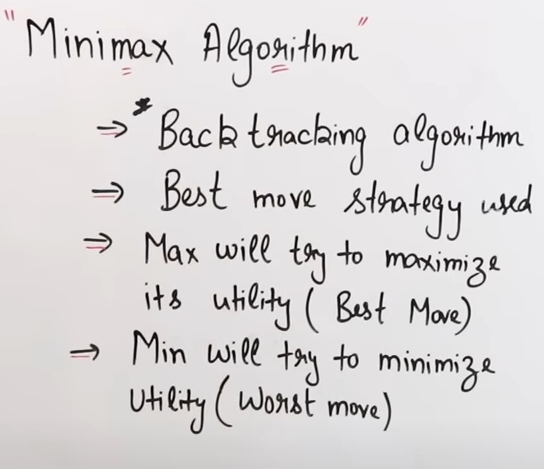 "Minimax Algorithm"
⇒ *Backtracking algorithm
⇒ Best move strategy used
⇒ Max will try to maximize
its utility ( Best Move)
⇒ Min will try to minimize
Utility (Worst move)